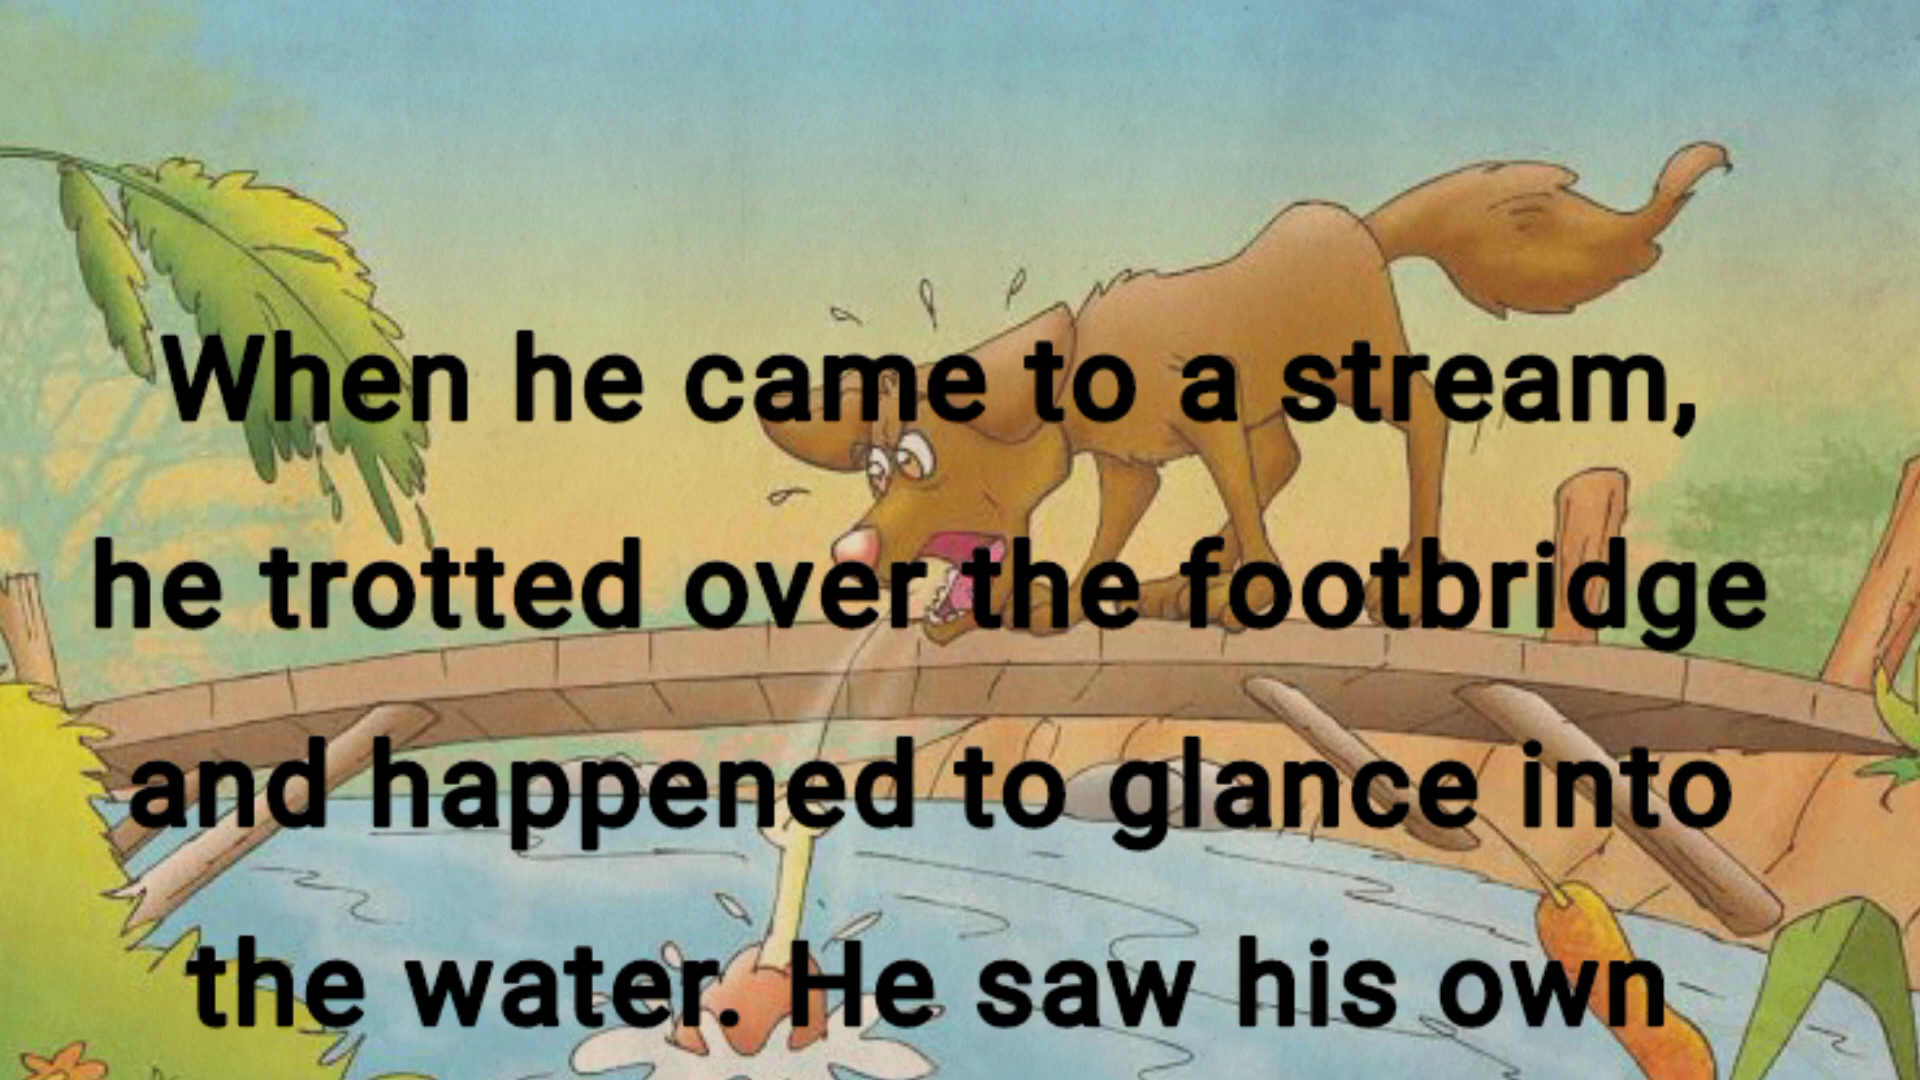 When he came to a stream,
he trotted over the footbridge
and happened to glance into
the water. He saw his own